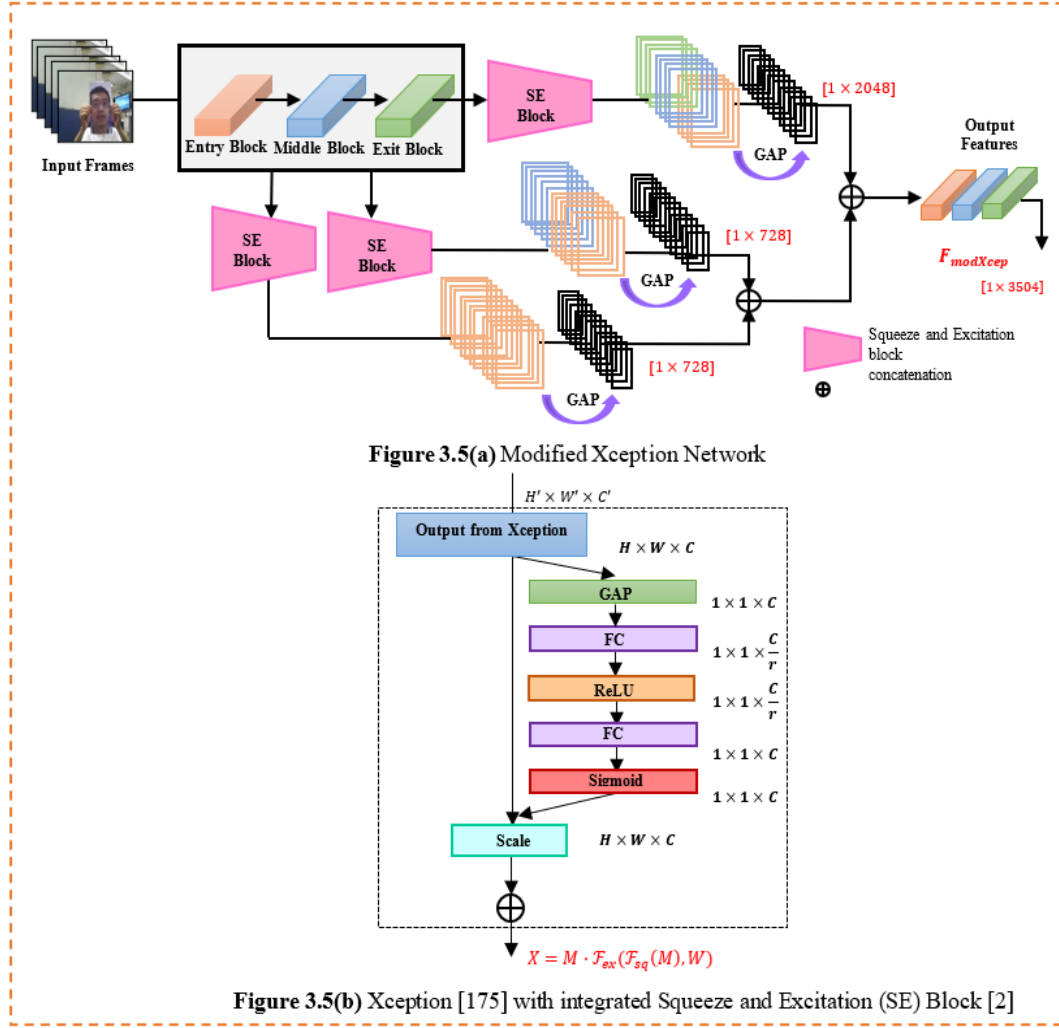 SE
Block
[1 × 2048]
Output
Features
Entry Block Middle Block Exit Block
Input Frames
GAP
SE
Block
SE
Block
[1 × 728]
GAP
F_modXcep
[1 × 3504]
[1 × 728]
GAP
Squeeze and Excitation
block
concatenation
⊕
Figure 3.5(a) Modified Xception Network
H′ × W′ × C′
Output from Xception
H × W × C
GAP
1 × 1 × C
FC
1 × 1 × C/r
ReLU
1 × 1 × C/r
FC
1 × 1 × C
Sigmoid
1 × 1 × C
Scale
H × W × C
X = M · ℱ_ex(ℱ_sq(M), W)
Figure 3.5(b) Xception [175] with integrated Squeeze and Excitation (SE) Block [2]